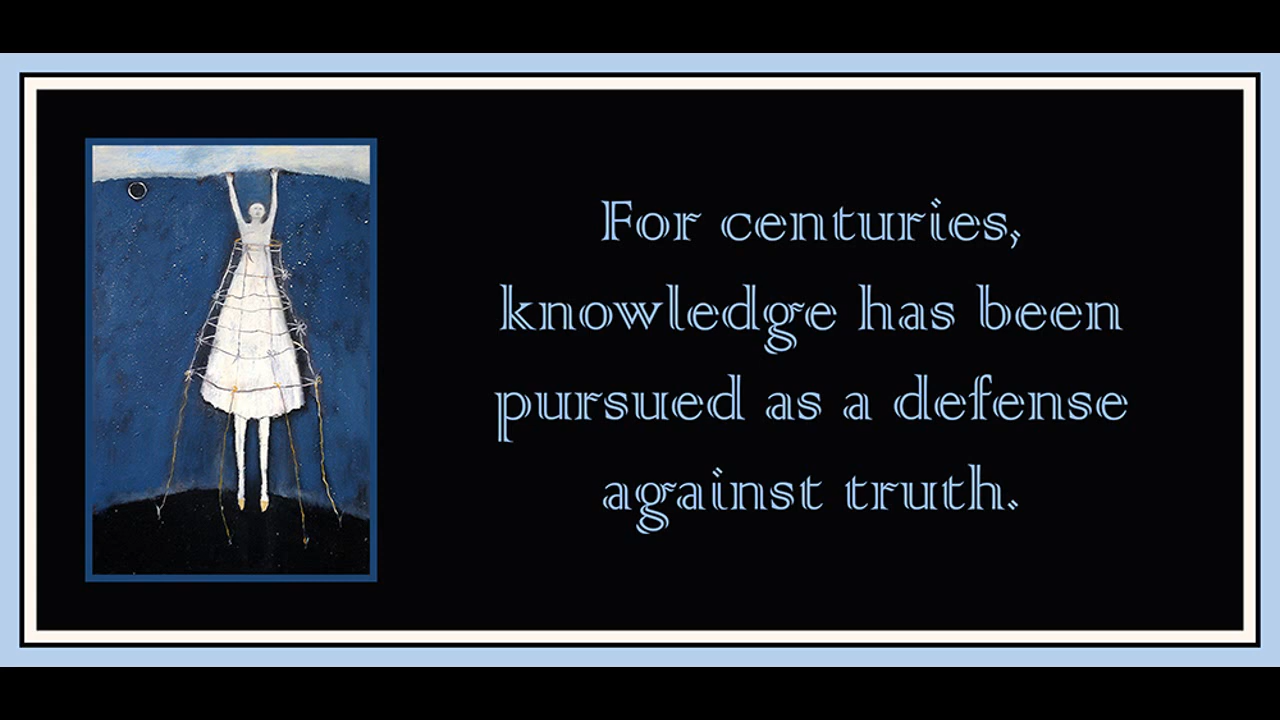 For centuries,
knowledge has been
pursued as a defense
against truth.